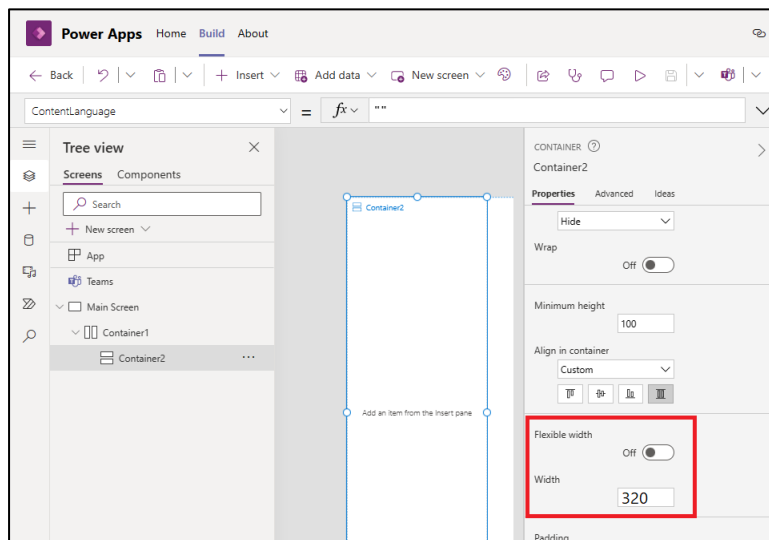 Power Apps Home Build About
Back Insert Add data New screen
ContentLanguage = fx ""
Tree view
Screens Components
Search
New screen
App
Teams
Main Screen
Container1
Container2 ...
Container2
Add an item from the Insert pane
CONTAINER ?
Container2
Properties Advanced Ideas
Hide
Wrap
Off
Minimum height
100
Align in container
Custom
Flexible width
Off
Width
320
Padding